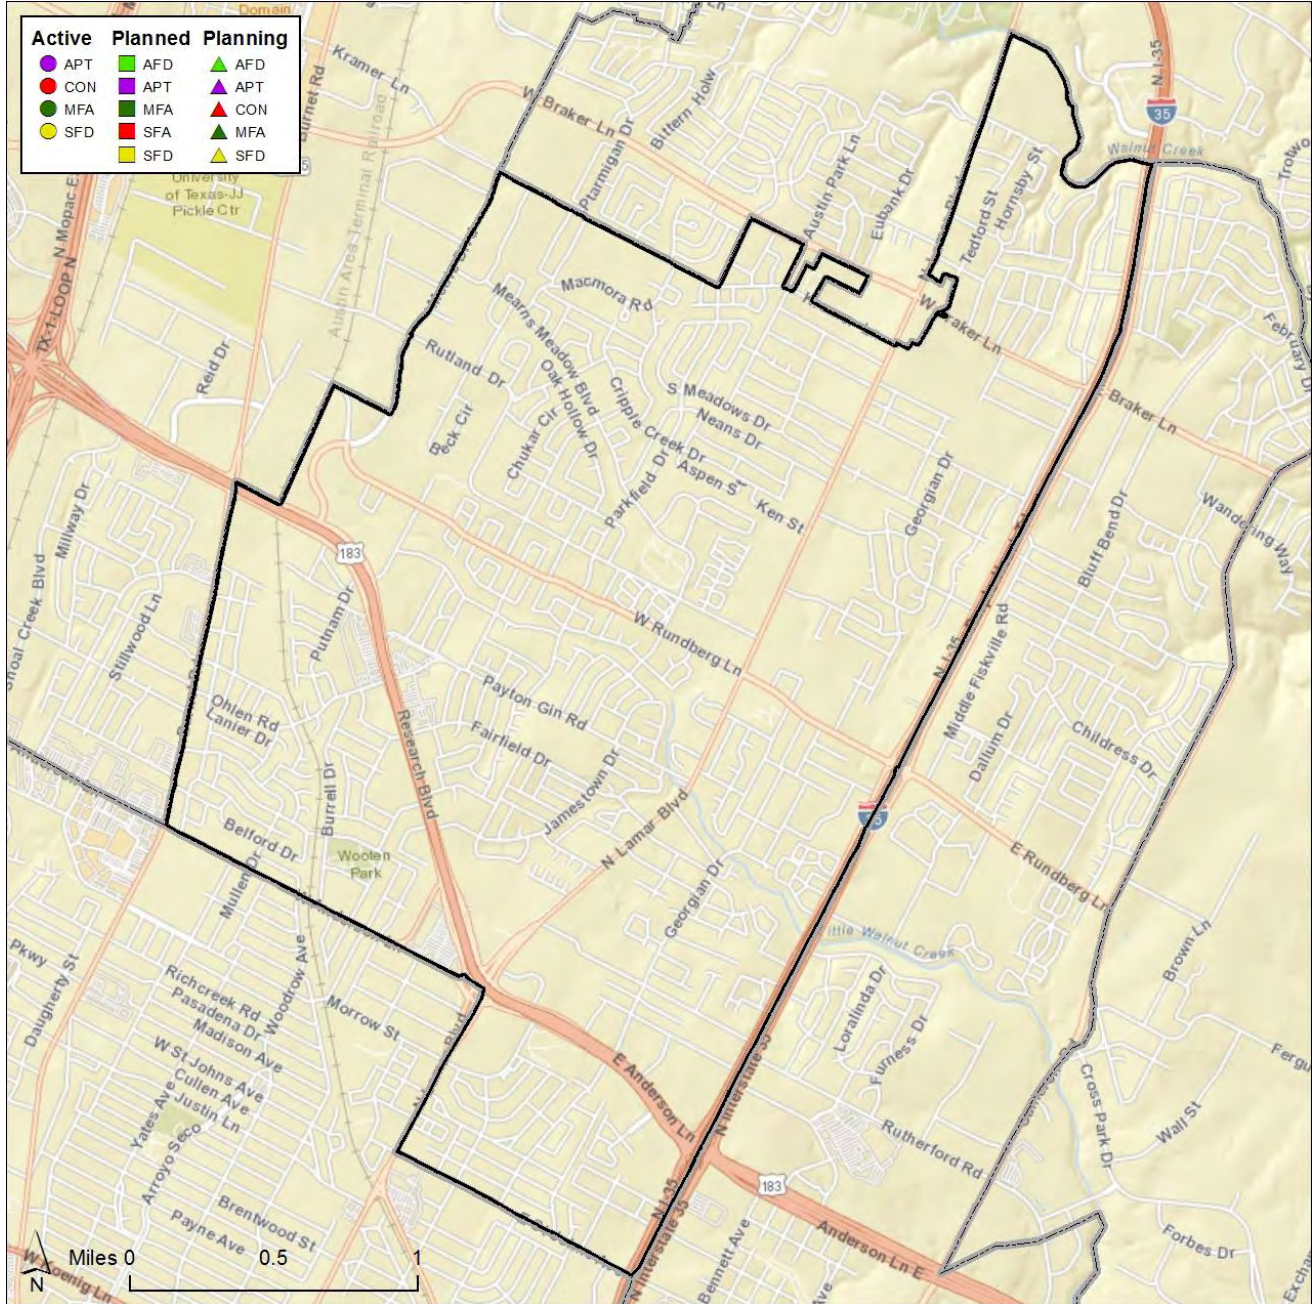 Active Planned Planning
APT AFD AFD
CON APT APT
MFA MFA CON
SFD SFA MFA
SFD SFD
Domain
Kramer Ln
Burnet Rd
W Braker Ln
Ptarmigan Dr
Bittern Holw
Ln
N I-35
35
Walnut Creek
Austin Park Ln
Eubank Dr
Tedford St
Hornsby St
University
of Texas-JJ
Pickle Ctr
Austin Area Terminal Railroad
TX-1-LOOP N
N Mopac E
Macmora Rd
Mearns Meadow Blvd
Oak Hollow Dr
Rutland Dr
Reid Dr
Beck Cir
Chukar Cir
Cripple Creek Dr
S Meadows Dr
Neans Dr
Aspen St
Parkfield Dr
Ken St
Georgian Dr
W Braker Ln
Braker Ln
Wandering Way
Bluff Bend Dr
Millway Dr
Shoal Creek Blvd
Stillwood Ln
183
Putnam Dr
W Rundberg Ln
N I-35
Middle Fiskville Rd
Dallum Dr
Childress Dr
Ohlen Rd
Lanier Dr
Payton Gin Rd
Fairfield Dr
Research Blvd
Jamestown Dr
Burrell Dr
N Lamar Blvd
Belford Dr
Mullen Dr
Wooten
Park
Georgian Dr
E Rundberg Ln
Little Walnut Creek
Brown Ln
Pkwy
Daugherty St
Richcreek Rd
Pasadena Dr
Madison Ave
Woodrow Ave
Morrow St
W St Johns Ave
Cullen Ave
Justin Ln
Yates Ave
Arroyo Seco
Loralinda Dr
Furness Dr
E Anderson Ln
N Interstate 35
Cross Park Dr
Wall St
Rutherford Rd
183
Anderson Ln E
Forbes Dr
Brentwood St
Payne Ave
N I-35
N Interstate 35
Bennett Ave
Ave
W Koenig Ln
Miles 0 0.5 1
N